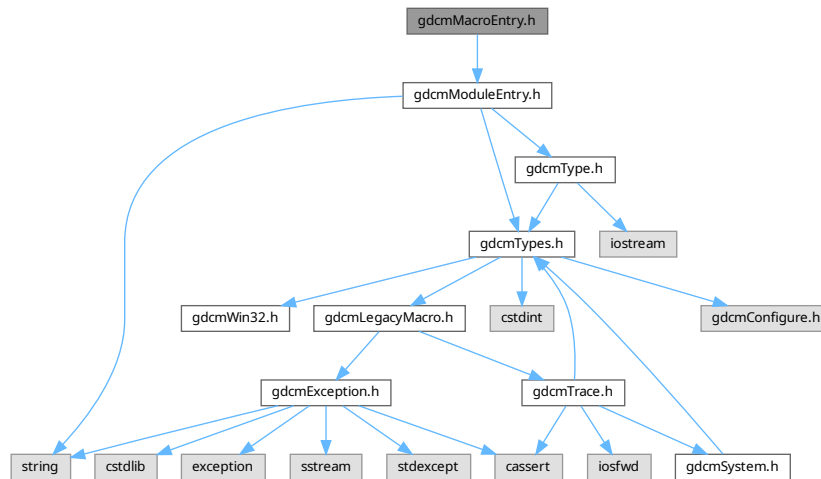 gdcmMacroEntry.h
gdcmModuleEntry.h
gdcmType.h
gdcmTypes.h
iostream
gdcmWin32.h
gdcmLegacyMacro.h
cstdint
gdcmConfigure.h
gdcmException.h
gdcmTrace.h
string
cstdlib
exception
sstream
stdexcept
cassert
iosfwd
gdcmSystem.h